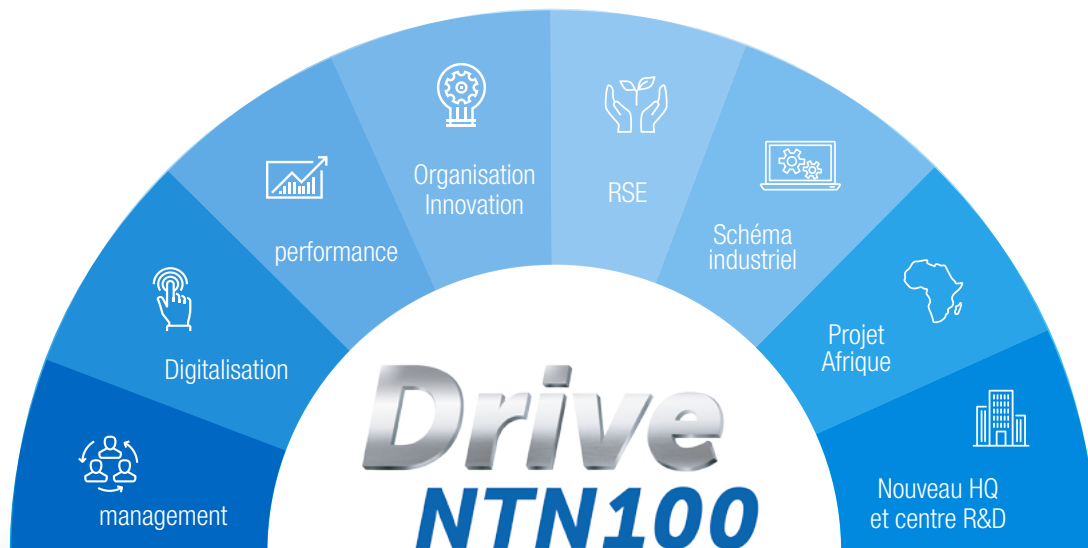 management
Digitalisation
performance
Organisation
Innovation
RSE
Schéma
industriel
Projet
Afrique
Nouveau HQ
et centre R&D
Drive
NTN100